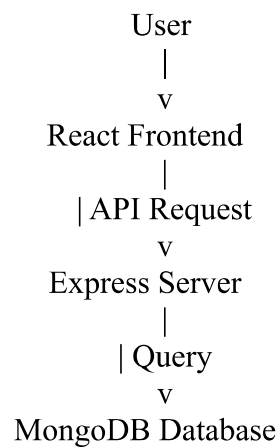 User
|
v
React Frontend
|
| API Request
v
Express Server
|
| Query
v
MongoDB Database